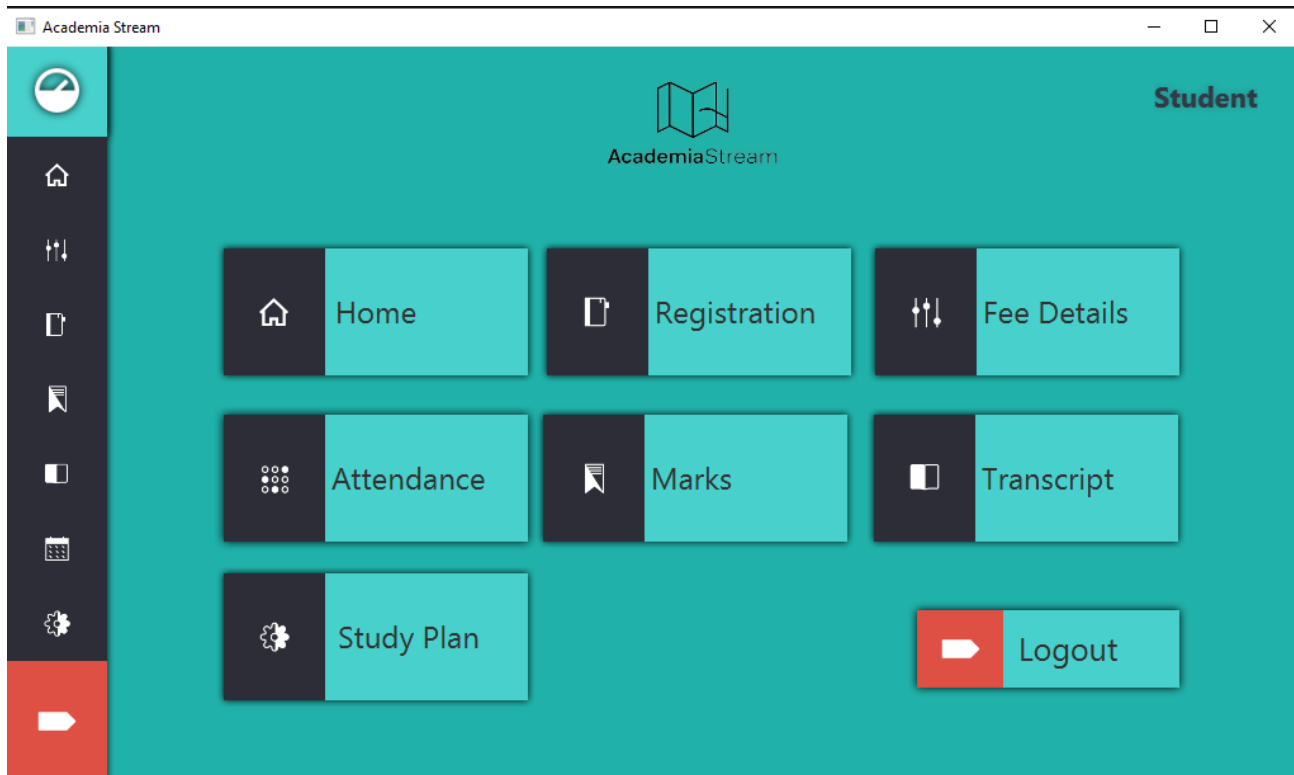 Academia Stream
Student
AcademiaStream
Home
Registration
Fee Details
Attendance
Marks
Transcript
Study Plan
Logout